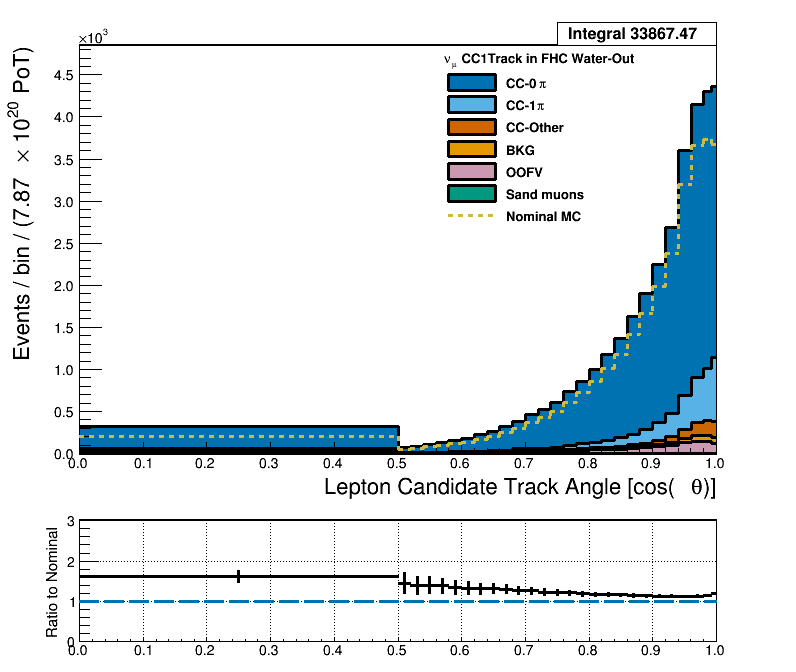 Integral 33867.47
×10³
ν_μ CC1Track in FHC Water-Out
CC-0 π
CC-1π
CC-Other
BKG
OOFV
Sand muons
Nominal MC
Events / bin / (7.87 × 10²⁰ PoT)
4.5
4.0
3.5
3.0
2.5
2.0
1.5
1.0
0.5
0.0
0.0 0.1 0.2 0.3 0.4 0.5 0.6 0.7 0.8 0.9 1.0
Lepton Candidate Track Angle [cos( θ)]
Ratio to Nominal
3
2
1
0
0.0 0.1 0.2 0.3 0.4 0.5 0.6 0.7 0.8 0.9 1.0